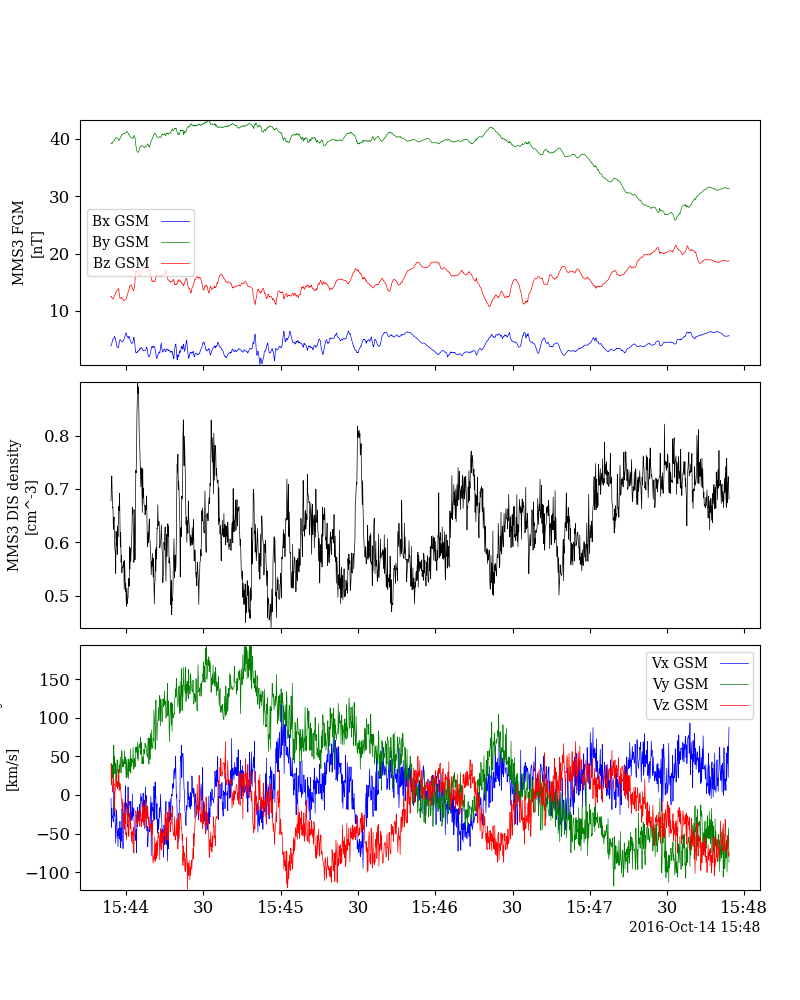 40
30
20
10
MMS3 FGM
[nT]
Bx GSM
By GSM
Bz GSM
0.8
0.7
0.6
0.5
MMS3 DIS density
[cm^-3]
150
100
50
0
−50
−100
[km/s]
Vx GSM
Vy GSM
Vz GSM
15:44 30 15:45 30 15:46 30 15:47 30 15:48
2016-Oct-14 15:48